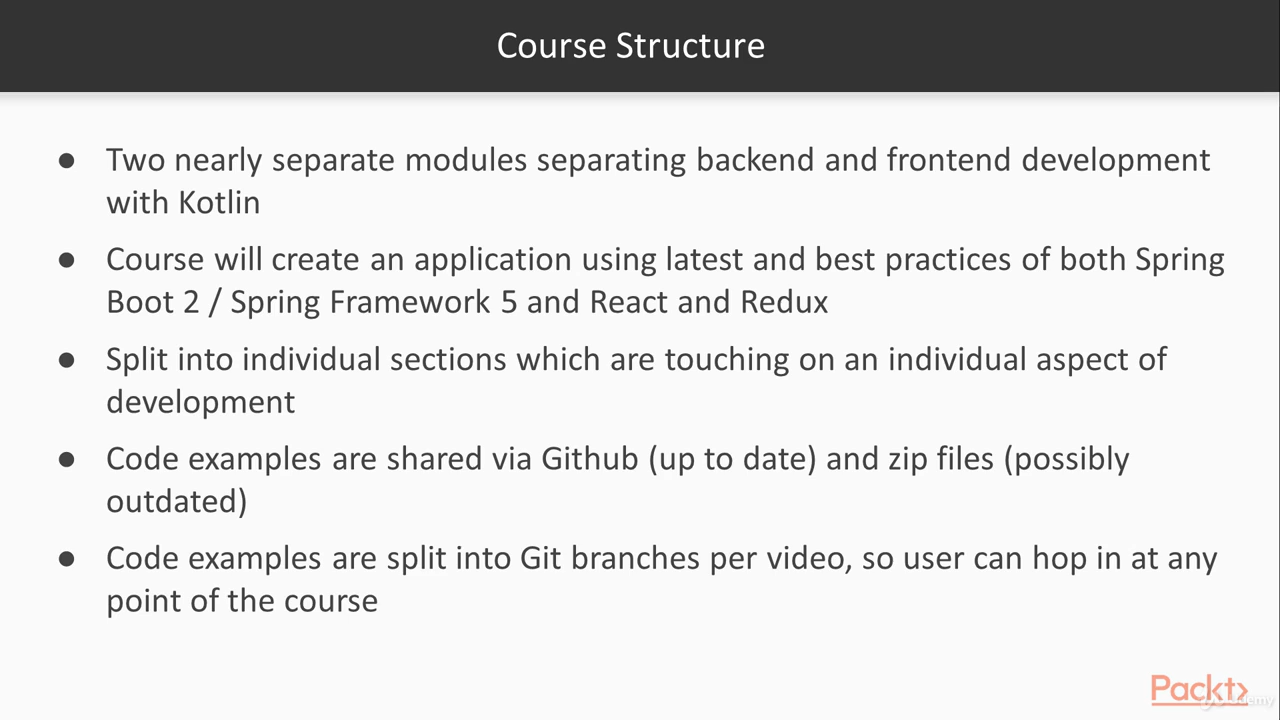 Course Structure
● Two nearly separate modules separating backend and frontend development
with Kotlin
● Course will create an application using latest and best practices of both Spring
Boot 2 / Spring Framework 5 and React and Redux
● Split into individual sections which are touching on an individual aspect of
development
● Code examples are shared via Github (up to date) and zip files (possibly
outdated)
● Code examples are split into Git branches per video, so user can hop in at any
point of the course
Packt>
udemy